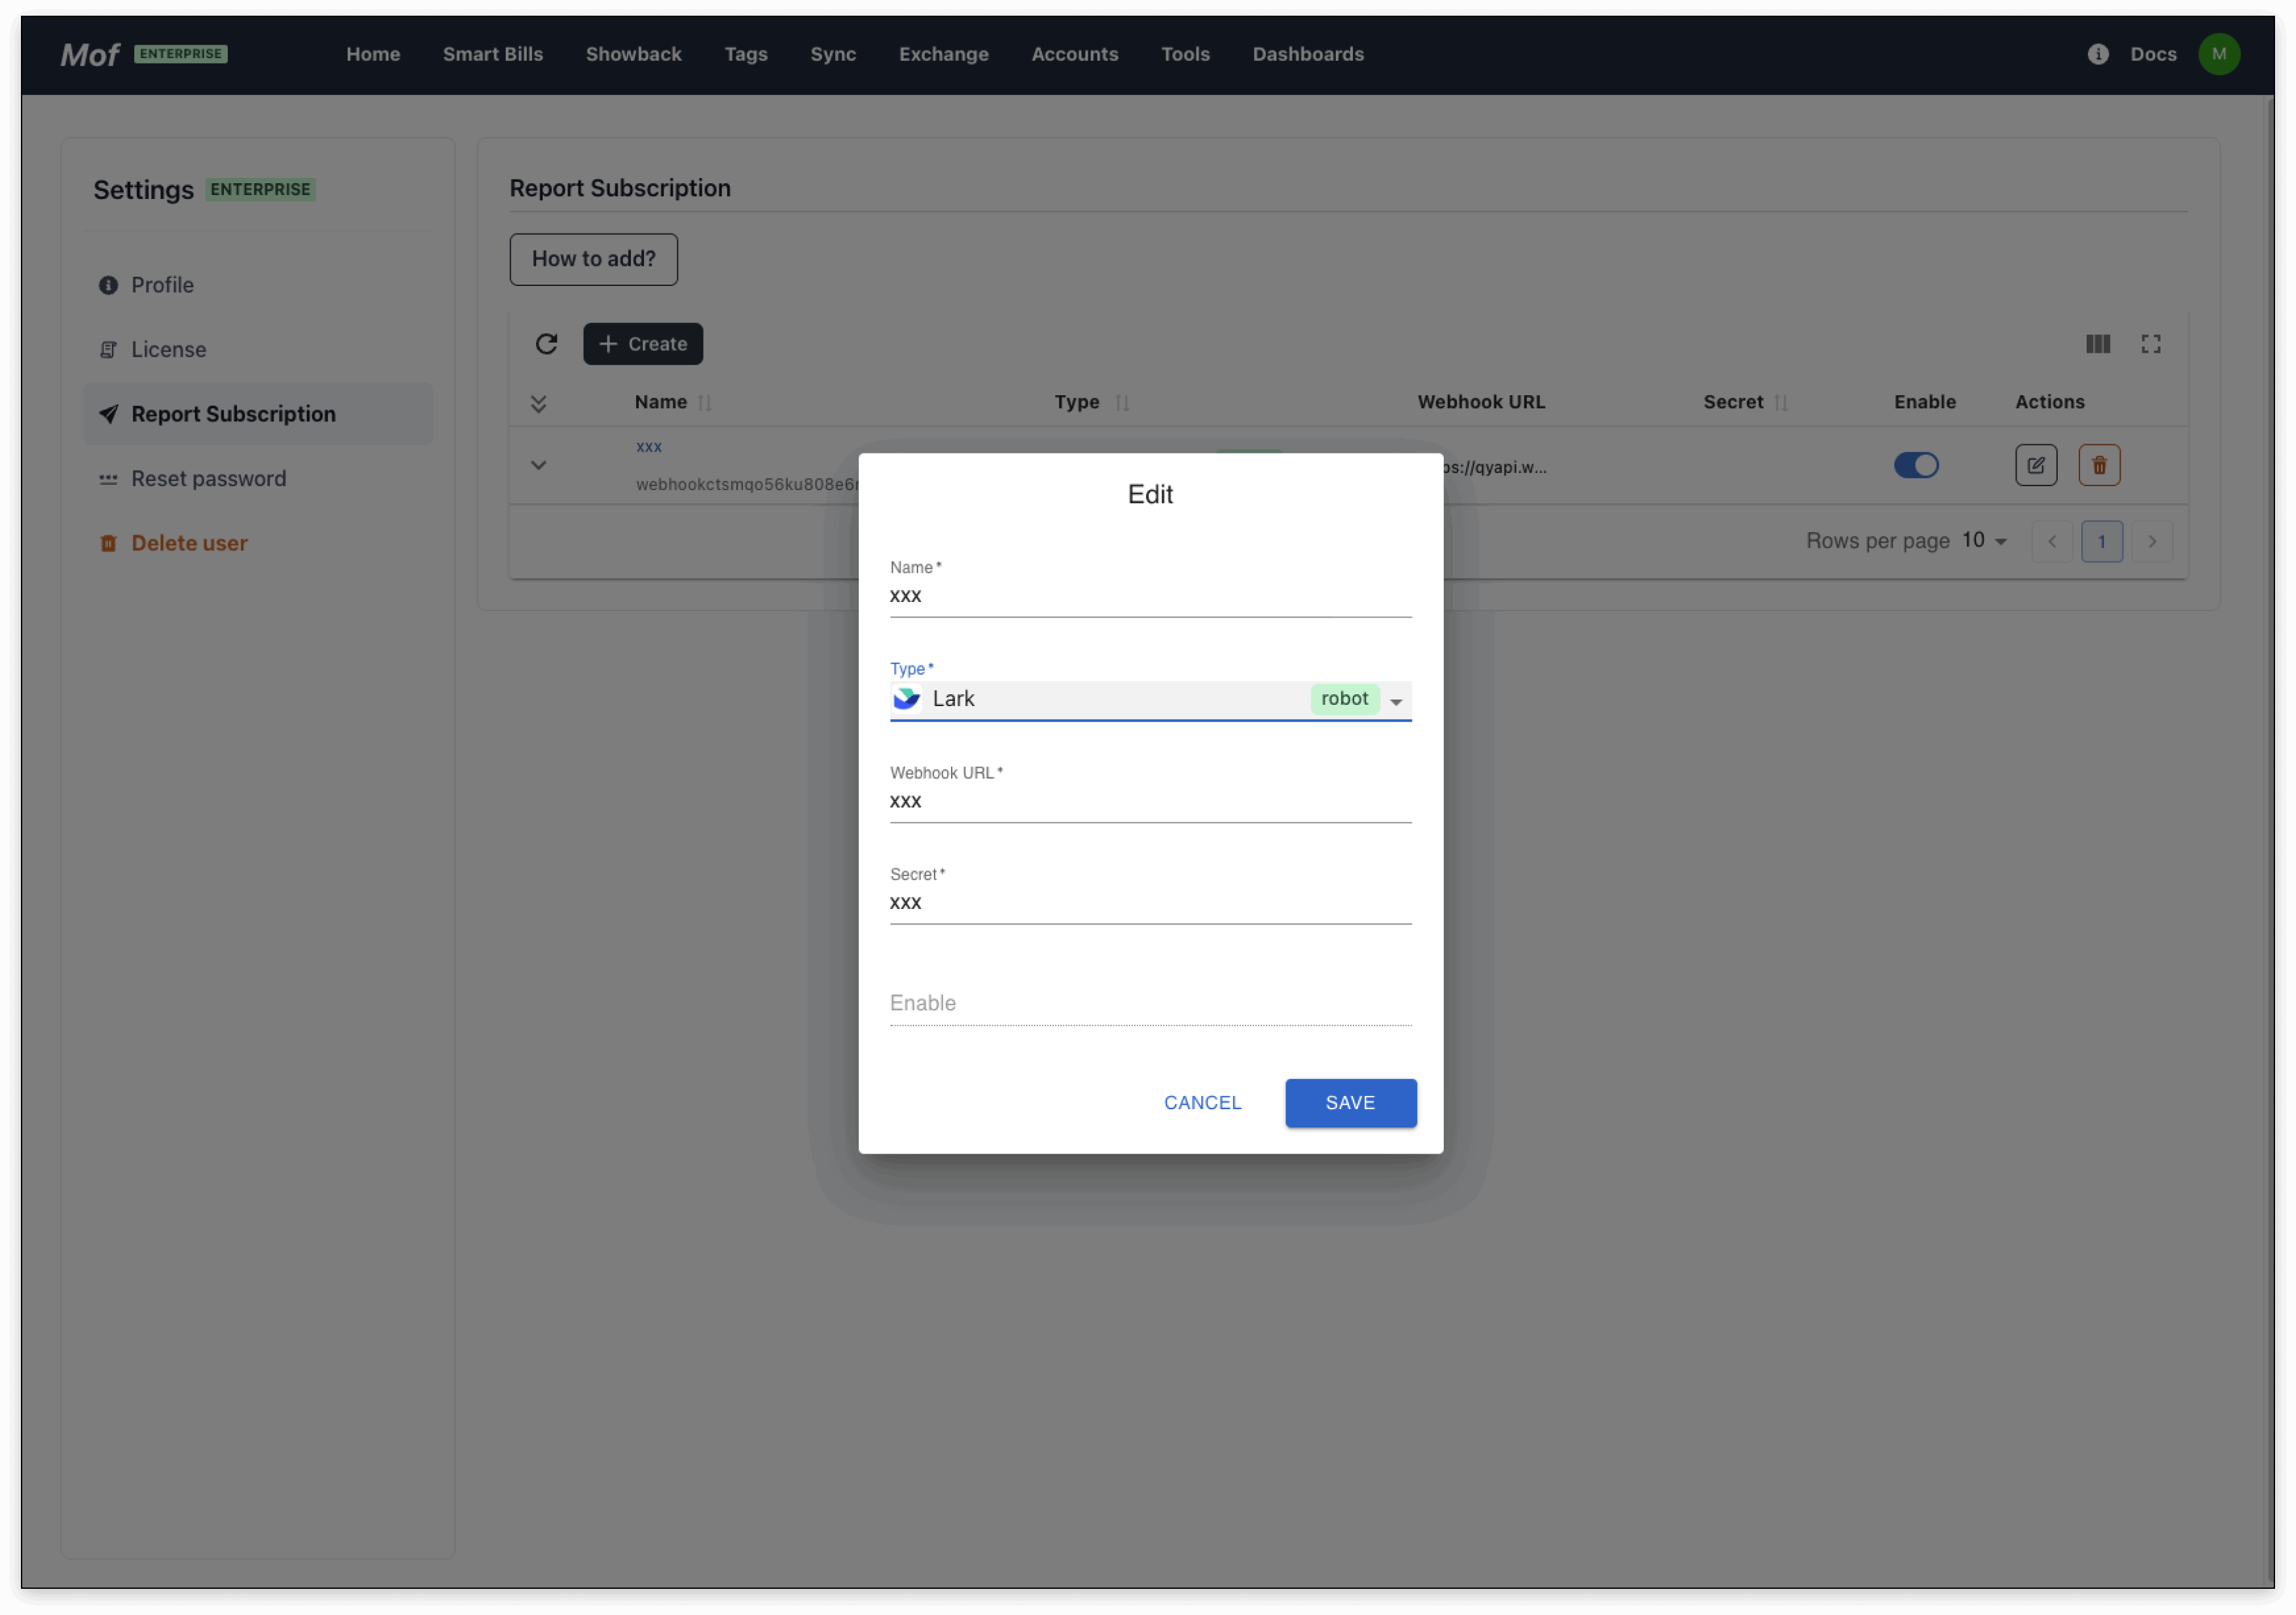 Mof ENTERPRISE Home Smart Bills Showback Tags Sync Exchange Accounts Tools Dashboards Docs M
Settings ENTERPRISE
Profile
License
Report Subscription
Reset password
Delete user
Report Subscription
How to add?
Create
Name Type Webhook URL Secret Enable Actions
xxx
webhookctsmqo56ku808e6
ps://qyapi.w...
Rows per page 10 1
Edit
Name *
xxx
Type *
Lark robot
Webhook URL *
xxx
Secret *
xxx
Enable
CANCEL SAVE